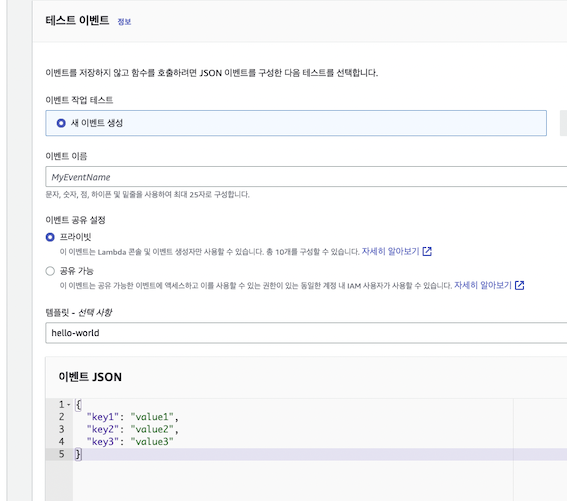 테스트 이벤트 정보
이벤트를 저장하지 않고 함수를 호출하려면 JSON 이벤트를 구성한 다음 테스트를 선택합니다.
이벤트 작업 테스트
새 이벤트 생성
이벤트 이름
MyEventName
문자, 숫자, 점, 하이픈 및 밑줄을 사용하여 최대 25자로 구성합니다.
이벤트 공유 설정
프라이빗
이 이벤트는 Lambda 콘솔 및 이벤트 생성자만 사용할 수 있습니다. 총 10개를 구성할 수 있습니다. 자세히 알아보기
공유 가능
이 이벤트는 공유 가능한 이벤트에 액세스하고 이를 사용할 수 있는 권한이 있는 동일한 계정 내 IAM 사용자가 사용할 수 있습니다. 자세히 알아보기
템플릿 - 선택 사항
hello-world
이벤트 JSON
1 {
2 "key1": "value1",
3 "key2": "value2",
4 "key3": "value3"
5 }